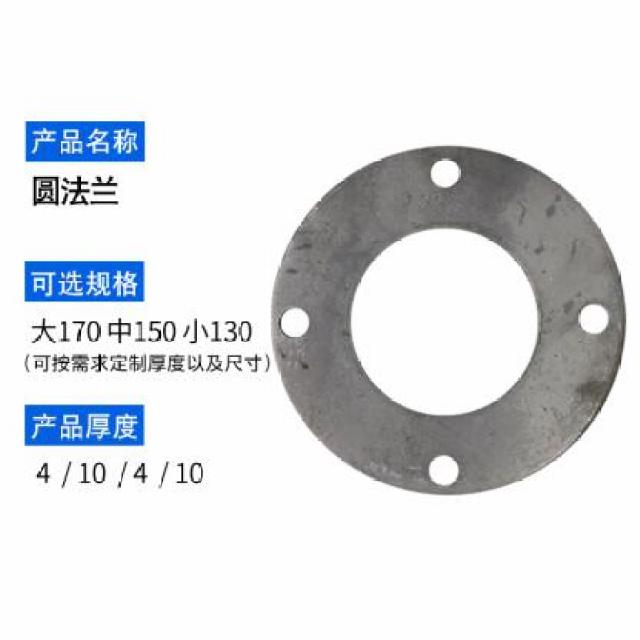 产品名称
圆法兰
可选规格
大170 中150 小130
(可按需求定制厚度以及尺寸)
产品厚度
4 / 10 / 4 / 10